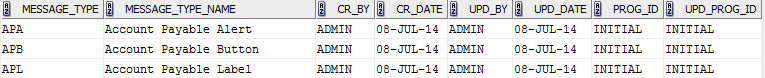 MESSAGE_TYPE MESSAGE_TYPE_NAME CR_BY CR_DATE UPD_BY UPD_DATE PROG_ID UPD_PROG_ID
APA Account Payable Alert ADMIN 08-JUL-14 ADMIN 08-JUL-14 INITIAL INITIAL
APB Account Payable Button ADMIN 08-JUL-14 ADMIN 08-JUL-14 INITIAL INITIAL
APL Account Payable Label ADMIN 08-JUL-14 ADMIN 08-JUL-14 INITIAL INITIAL